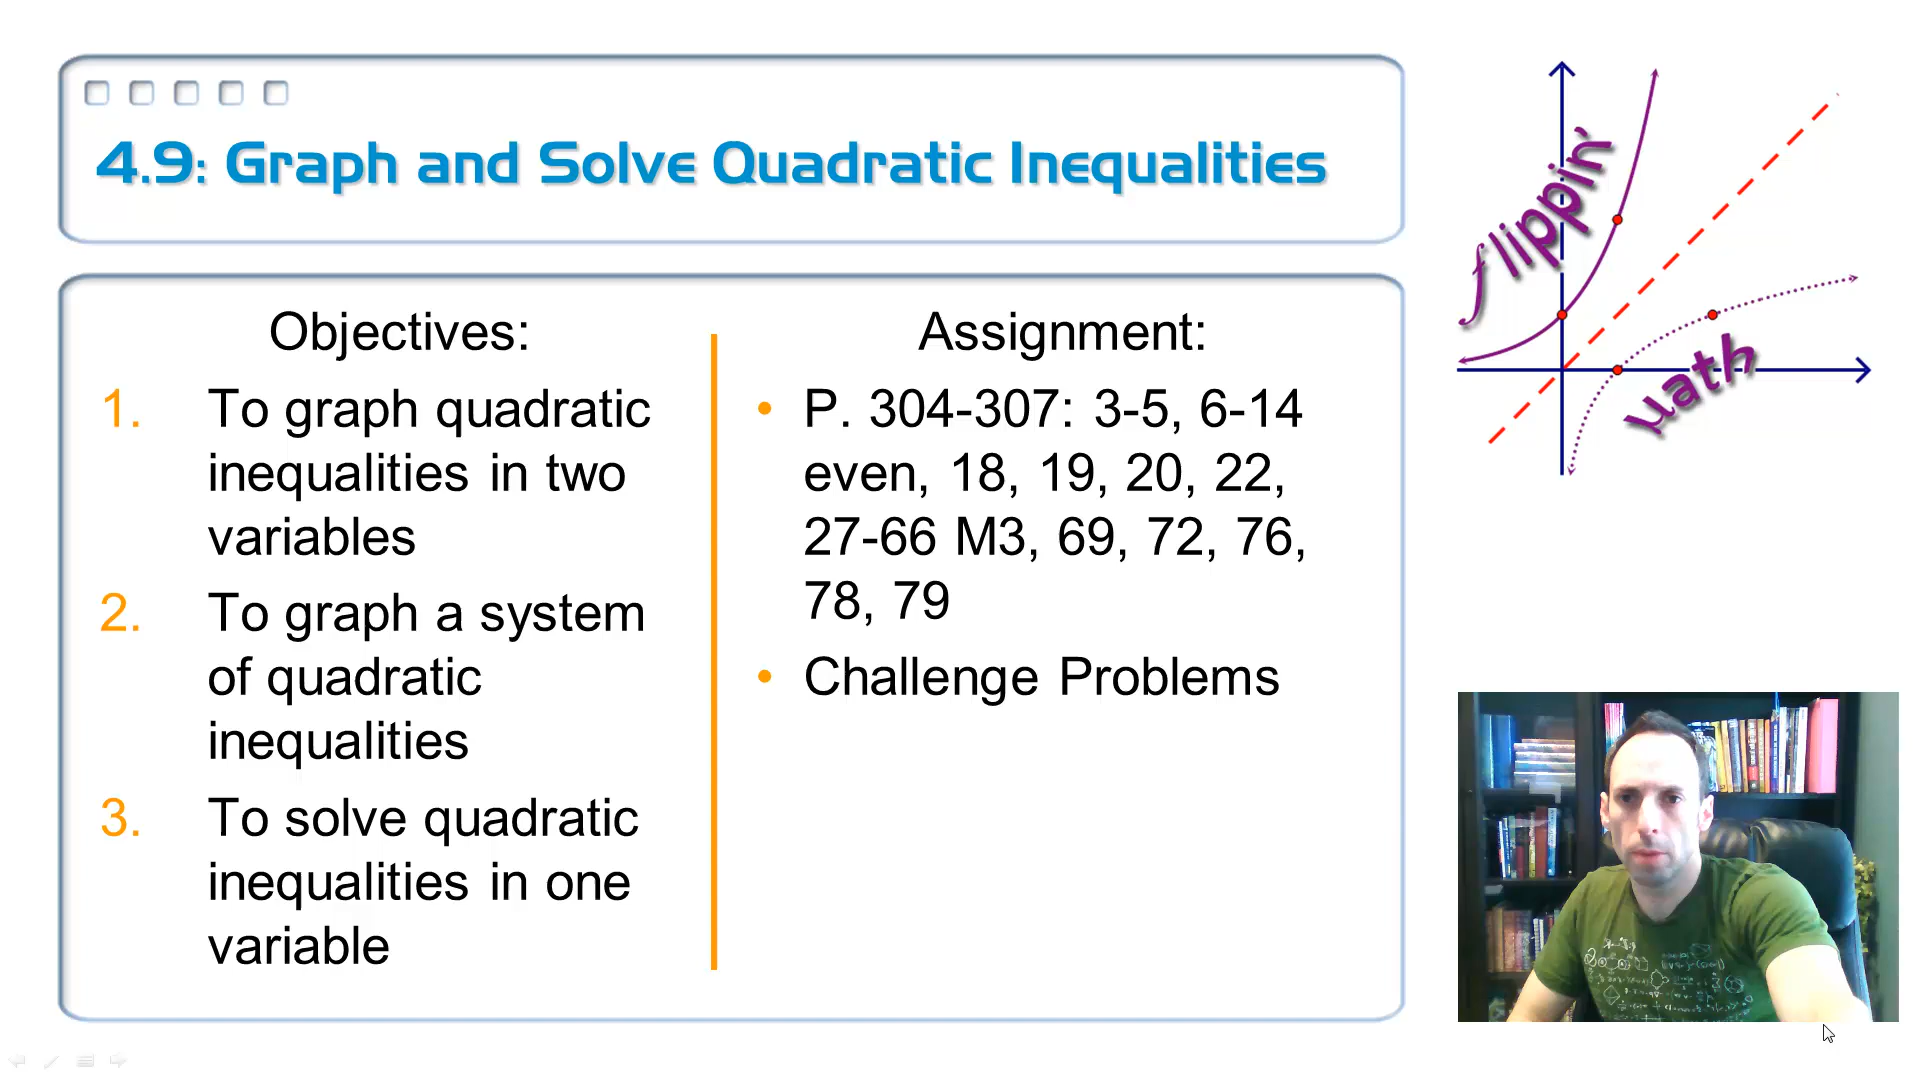 4.9: Graph and Solve Quadratic Inequalities
Objectives:
1. To graph quadratic
inequalities in two
variables
2. To graph a system
of quadratic
inequalities
3. To solve quadratic
inequalities in one
variable
Assignment:
• P. 304-307: 3-5, 6-14
even, 18, 19, 20, 22,
27-66 M3, 69, 72, 76,
78, 79
• Challenge Problems
flippin'
math